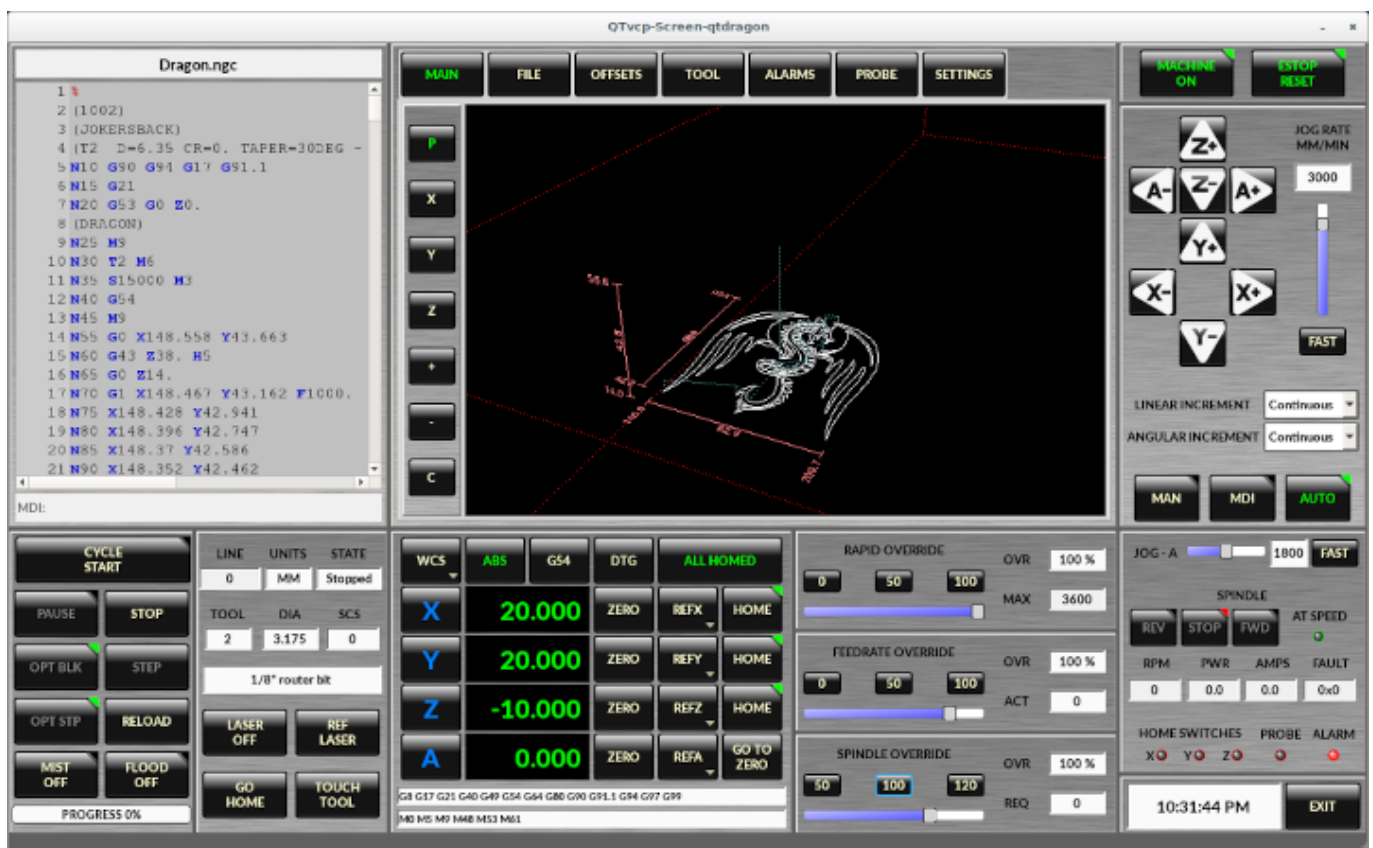 QTvcp-Screen-qtdragon
Dragon.ngc
1 %
2 (1002)
3 (JOKERSBACK)
4 (T2 D=6.35 CR=0. TAPER=30DEG -
5 N10 G90 G94 G17 G91.1
6 N15 G21
7 N20 G53 G0 Z0.
8 (DRAGON)
9 N25 M9
10 N30 T2 M6
11 N35 S15000 M3
12 N40 G54
13 N45 M9
14 N55 G0 X148.558 Y43.663
15 N60 G43 Z38. H5
16 N65 G0 Z14.
17 N70 G1 X148.467 Y43.162 F1000.
18 N75 X148.428 Y42.941
19 N80 X148.396 Y42.747
20 N85 X148.37 Y42.586
21 N90 X148.352 Y42.462
MDI:
MAIN FILE OFFSETS TOOL ALARMS PROBE SETTINGS
P
X
Y
Z
+
-
C
MACHINE ON
ESTOP RESET
JOG RATE
MM/MIN
3000
Z+
A- Z- A+
Y+
X- X+
Y-
FAST
LINEAR INCREMENT Continuous
ANGULAR INCREMENT Continuous
MAN MDI AUTO
CYCLE START
PAUSE STOP
OPT BLK STEP
OPT STP RELOAD
MIST OFF FLOOD OFF
PROGRESS 0%
LINE UNITS STATE
0 MM Stopped
TOOL DIA SCS
2 3.175 0
1/8" router bit
LASER OFF REF LASER
GO HOME TOUCH TOOL
WCS ABS G54 DTG ALL HOMED
X 20.000 ZERO REFX HOME
Y 20.000 ZERO REFY HOME
Z -10.000 ZERO REFZ HOME
A 0.000 ZERO REFA GO TO ZERO
G8 G17 G21 G40 G49 G54 G64 G80 G90 G91.1 G94 G97 G99
M0 M5 M9 M48 M53 M61
RAPID OVERRIDE OVR 100 %
0 50 100
MAX 3600
FEEDRATE OVERRIDE OVR 100 %
0 50 100
ACT 0
SPINDLE OVERRIDE OVR 100 %
50 100 120
REQ 0
JOG - A 1800 FAST
SPINDLE
REV STOP FWD AT SPEED
RPM PWR AMPS FAULT
0 0.0 0.0 0x0
HOME SWITCHES PROBE ALARM
X Y Z
10:31:44 PM EXIT